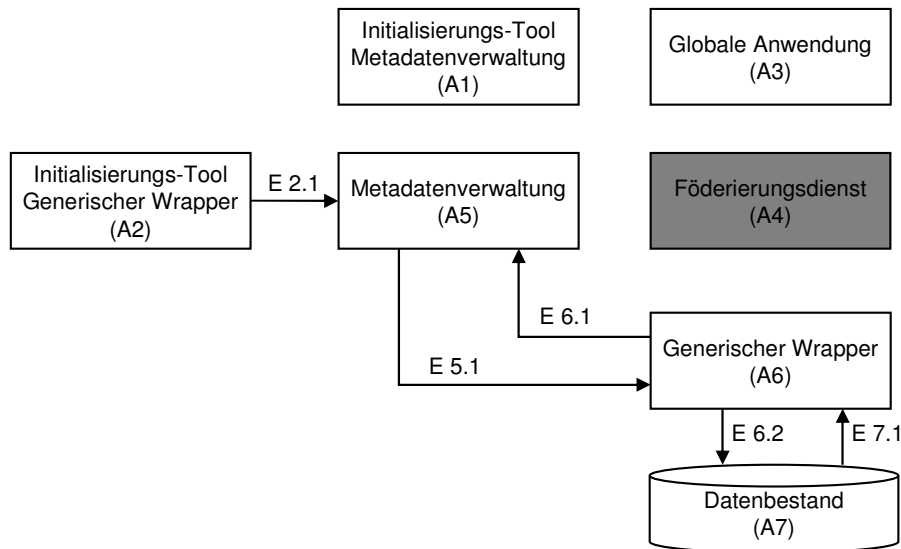 Initialisierungs-Tool
Metadatenverwaltung
(A1)
Globale Anwendung
(A3)
Initialisierungs-Tool
Generischer Wrapper
(A2)
E 2.1
Metadatenverwaltung
(A5)
Föderierungsdienst
(A4)
E 6.1
E 5.1
Generischer Wrapper
(A6)
E 6.2
E 7.1
Datenbestand
(A7)